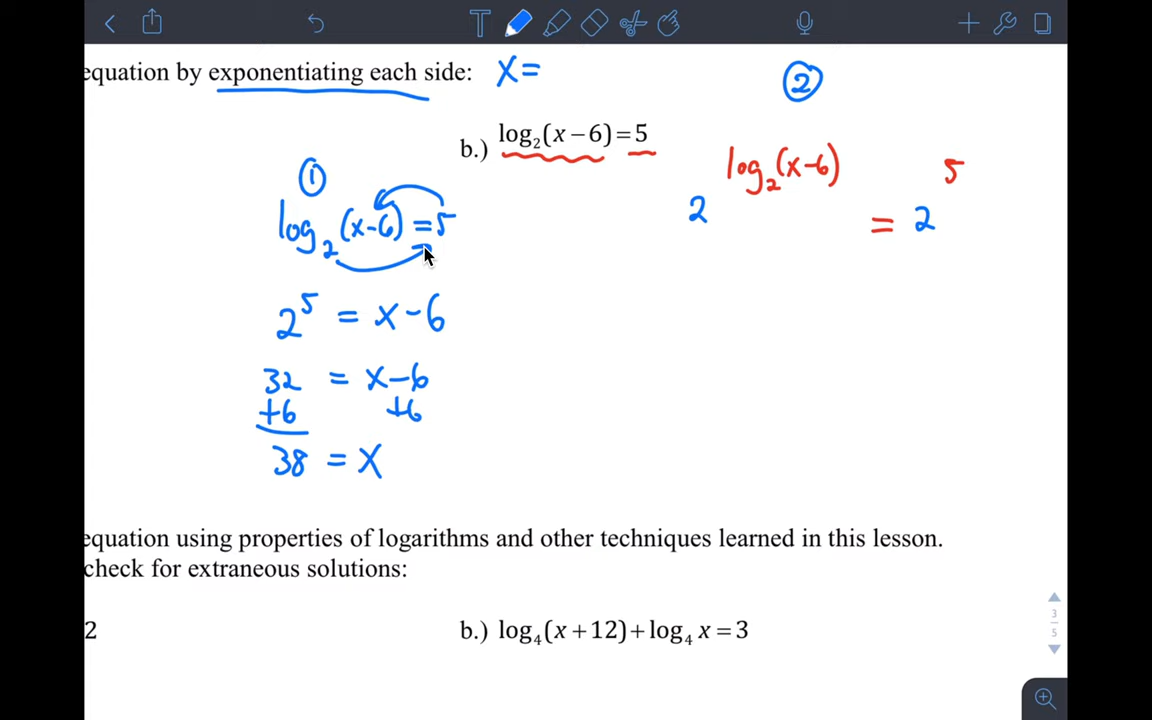 equation by exponentiating each side: x =
②
b.) log₂(x − 6) = 5
log₂(x-6)
5
2
= 2
①
log₂(x-6) = 5
2⁵ = x - 6
32 = x - 6
+6 +6
38 = x
equation using properties of logarithms and other techniques learned in this lesson.
check for extraneous solutions:
2
b.) log₄(x + 12) + log₄ x = 3
T
3
5